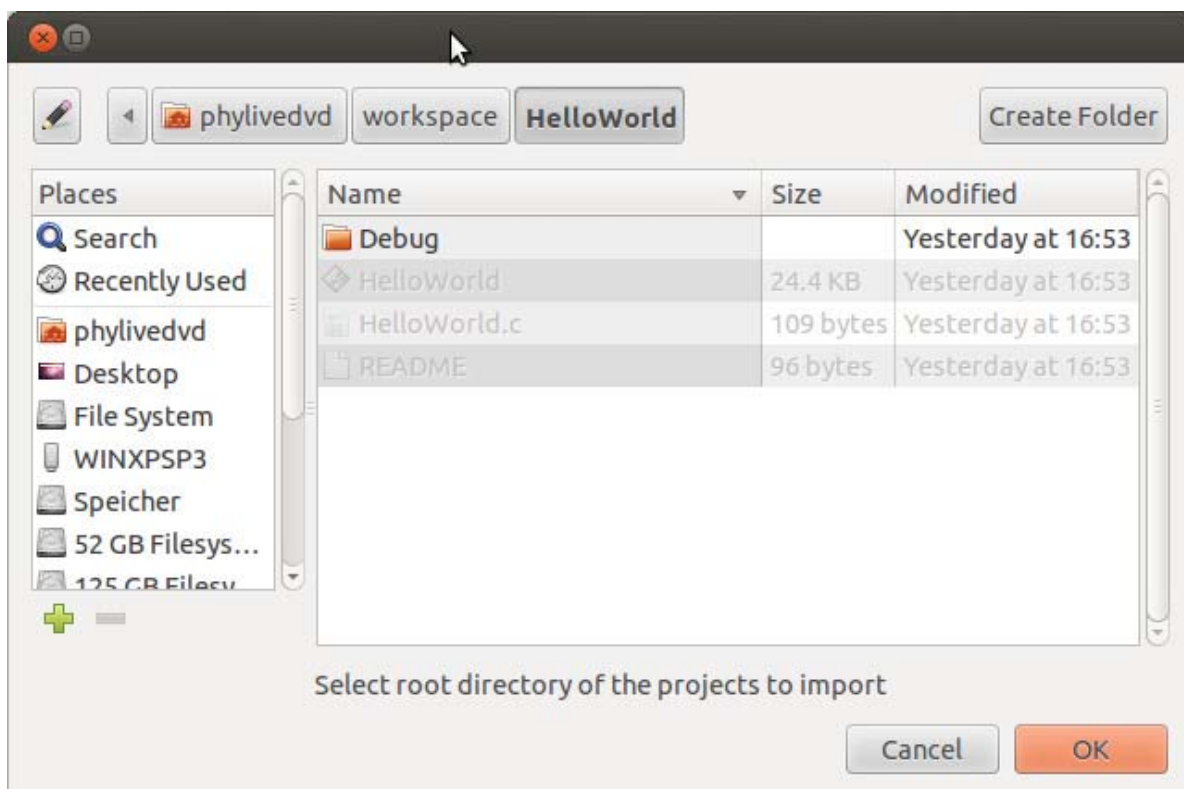 phylivedvd workspace HelloWorld Create Folder
Places
Search
Recently Used
phylivedvd
Desktop
File System
WINXPSP3
Speicher
52 GB Filesys...
125 GB Filesy
Name Size Modified
Debug Yesterday at 16:53
HelloWorld 24.4 KB Yesterday at 16:53
HelloWorld.c 109 bytes Yesterday at 16:53
README 96 bytes Yesterday at 16:53
Select root directory of the projects to import
Cancel OK